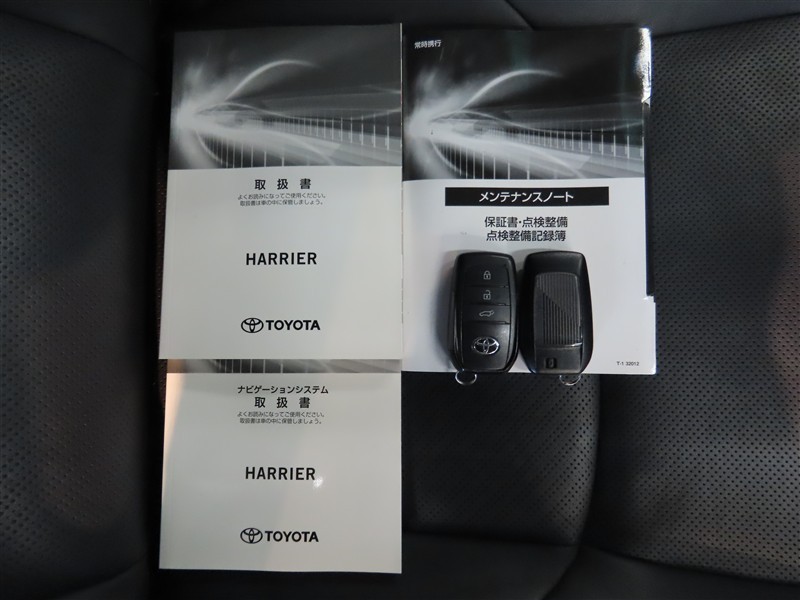 取扱書
よくお読みになってご使用ください。
取扱書は車の中に保管しましょう。
HARRIER
TOYOTA
常時携行
メンテナンスノート
保証書・点検整備
点検整備記録簿
ナビゲーションシステム
取扱書
よくお読みになってご使用ください。
取扱書は車の中に保管しましょう。
HARRIER
TOYOTA